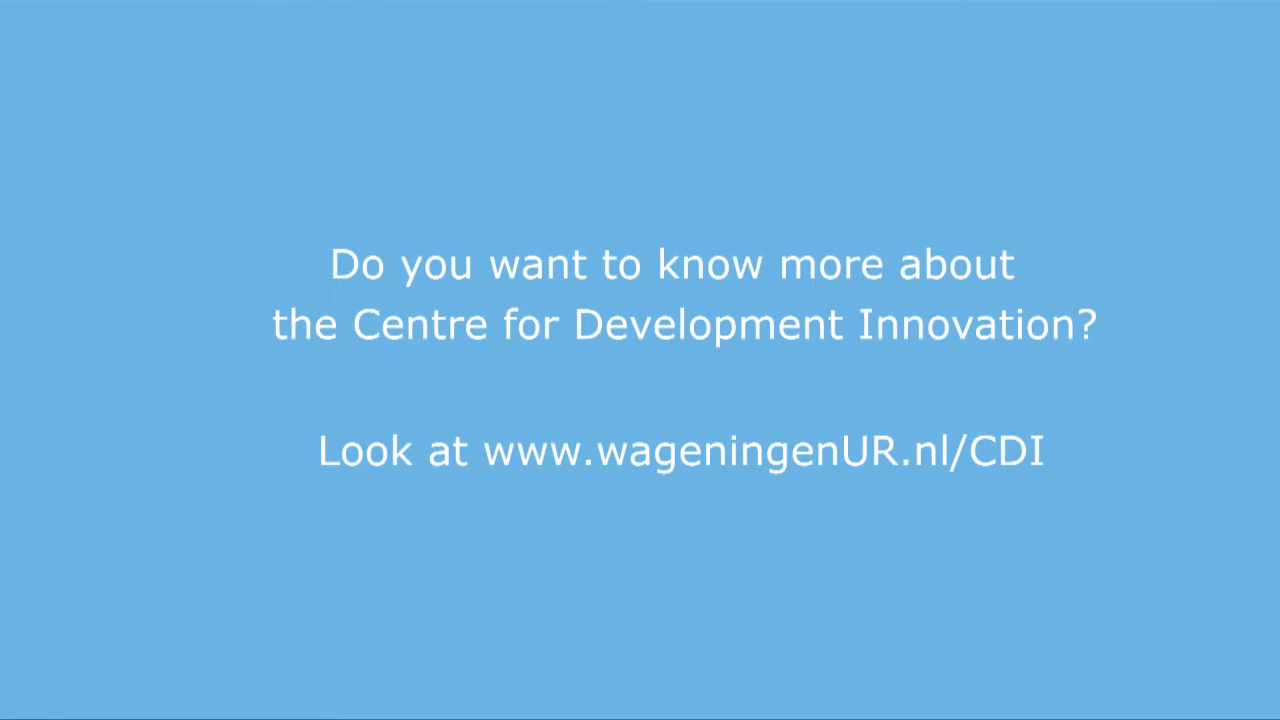 Do you want to know more about
the Centre for Development Innovation?
Look at www.wageningenUR.nl/CDI